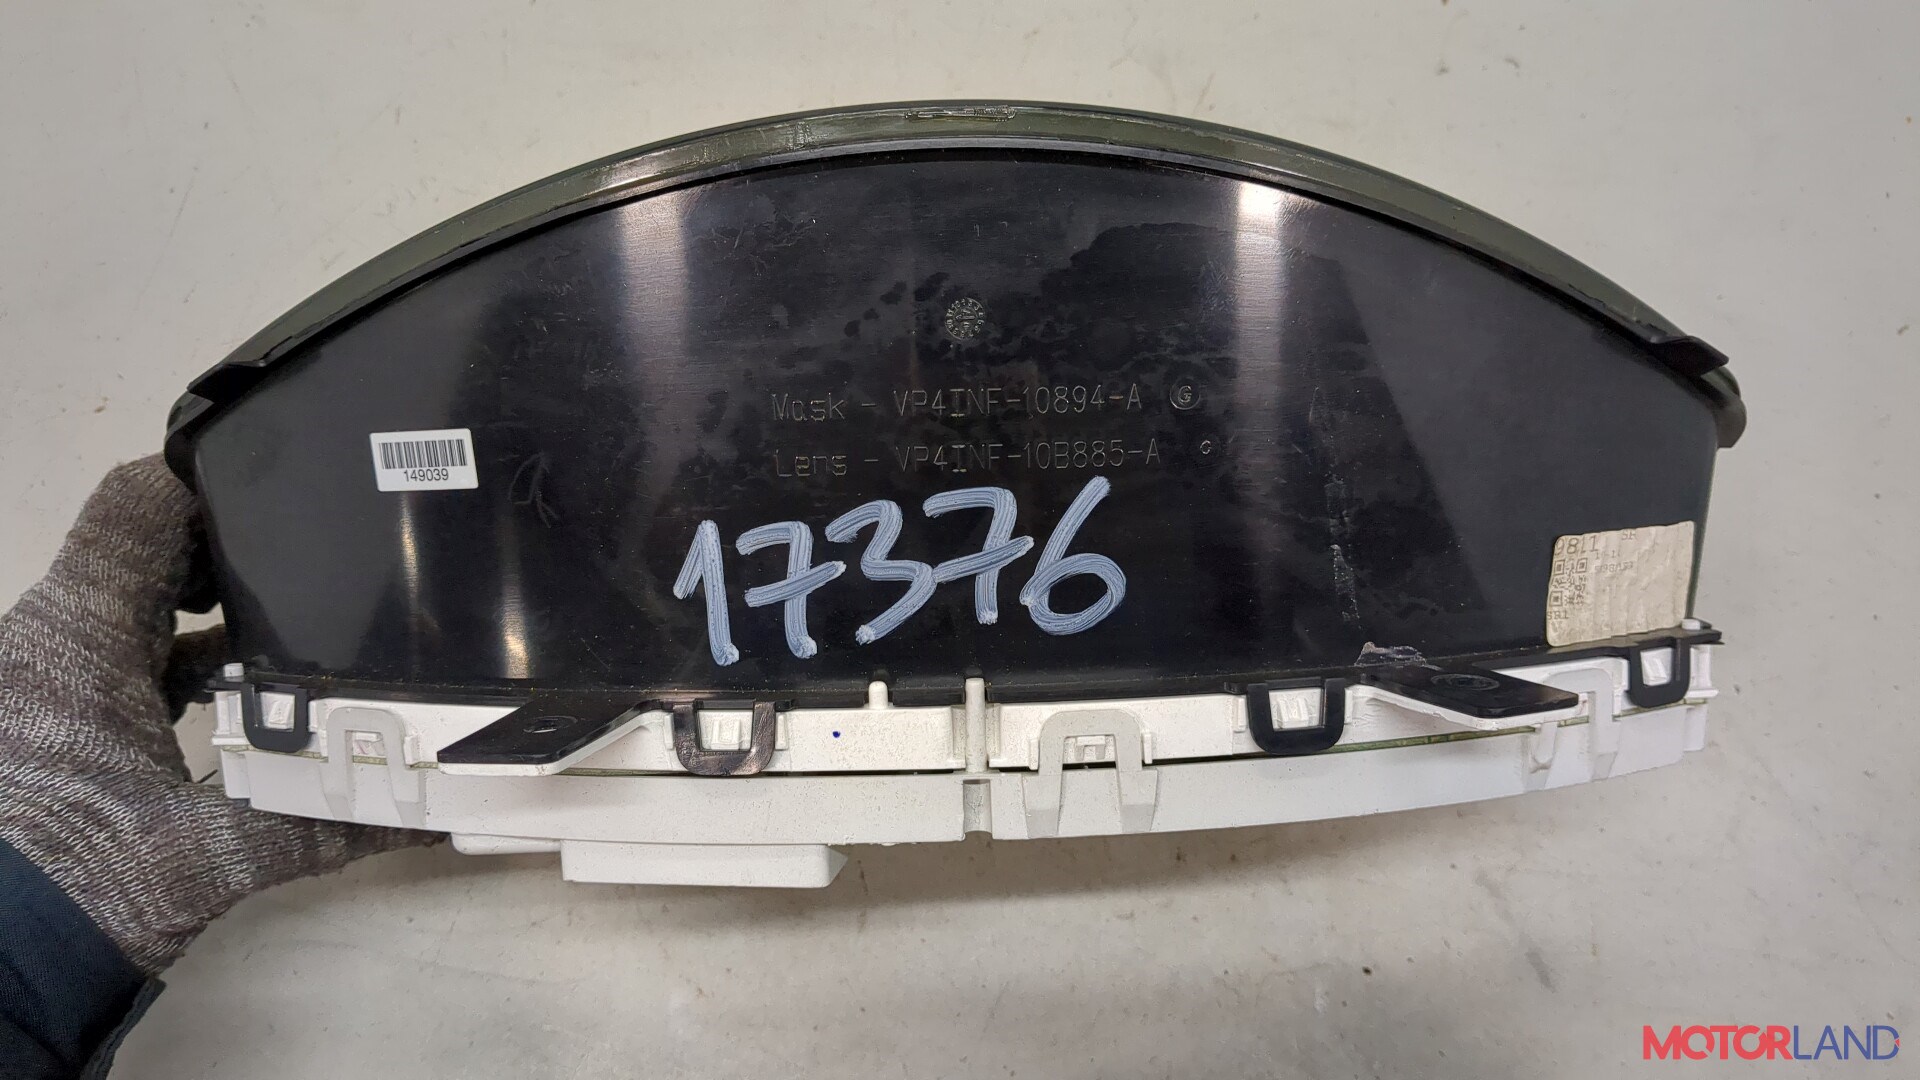 Mask - VP4INF-10894-A G
Lens - VP4INF-10B885-A
149039
17376
MOTORLAND